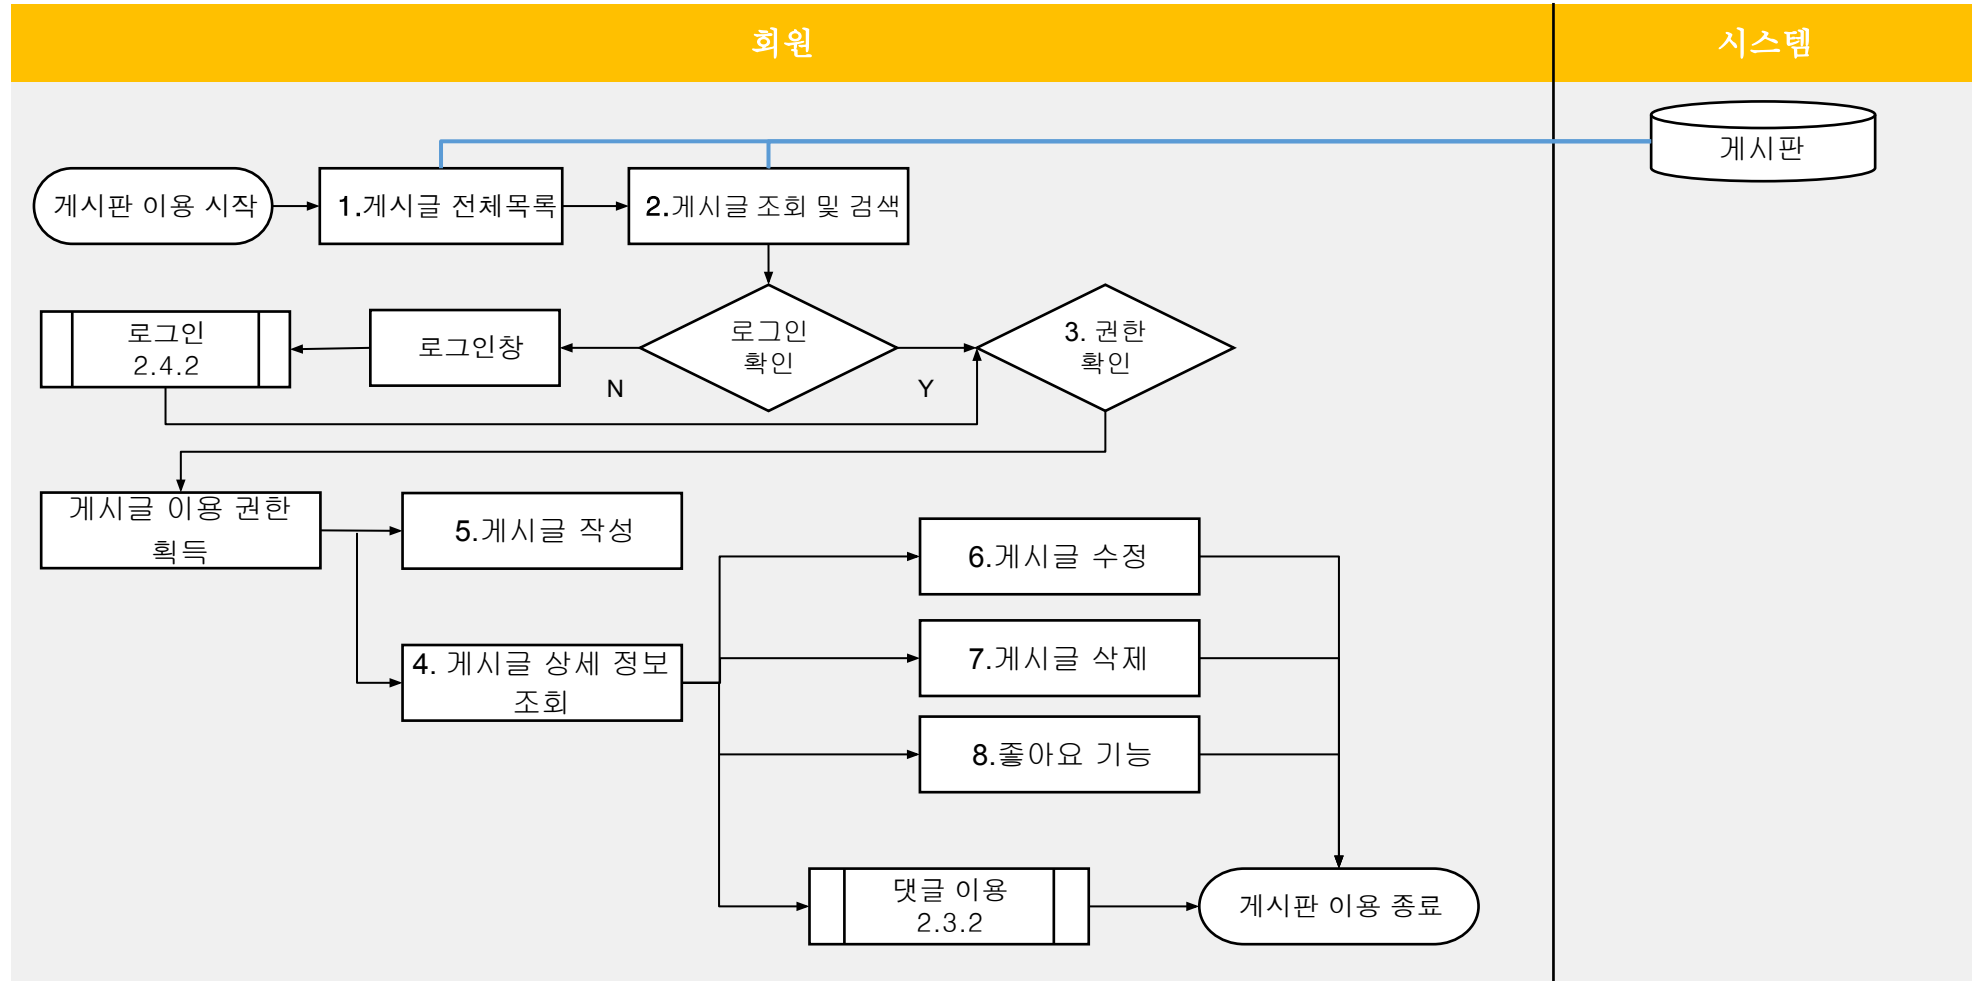 회원
시스템
게시판
게시판 이용 시작
1.게시글 전체목록
2.게시글 조회 및 검색
로그인
2.4.2
로그인창
로그인
확인
3. 권한
확인
N
Y
게시글 이용 권한
획득
5.게시글 작성
6.게시글 수정
4. 게시글 상세 정보
조회
7.게시글 삭제
8.좋아요 기능
댓글 이용
2.3.2
게시판 이용 종료